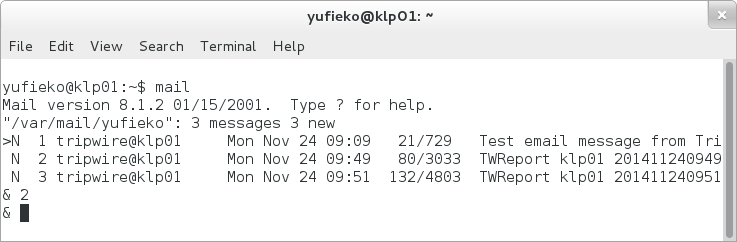 yufieko@klp01: ~
File Edit View Search Terminal Help
yufieko@klp01:~$ mail
Mail version 8.1.2 01/15/2001.  Type ? for help.
"/var/mail/yufieko": 3 messages 3 new
>N  1 tripwire@klp01     Mon Nov 24 09:09   21/729   Test email message from Tri
 N  2 tripwire@klp01     Mon Nov 24 09:49   80/3033  TWReport klp01 201411240949
 N  3 tripwire@klp01     Mon Nov 24 09:51  132/4803  TWReport klp01 201411240951
& 2
&